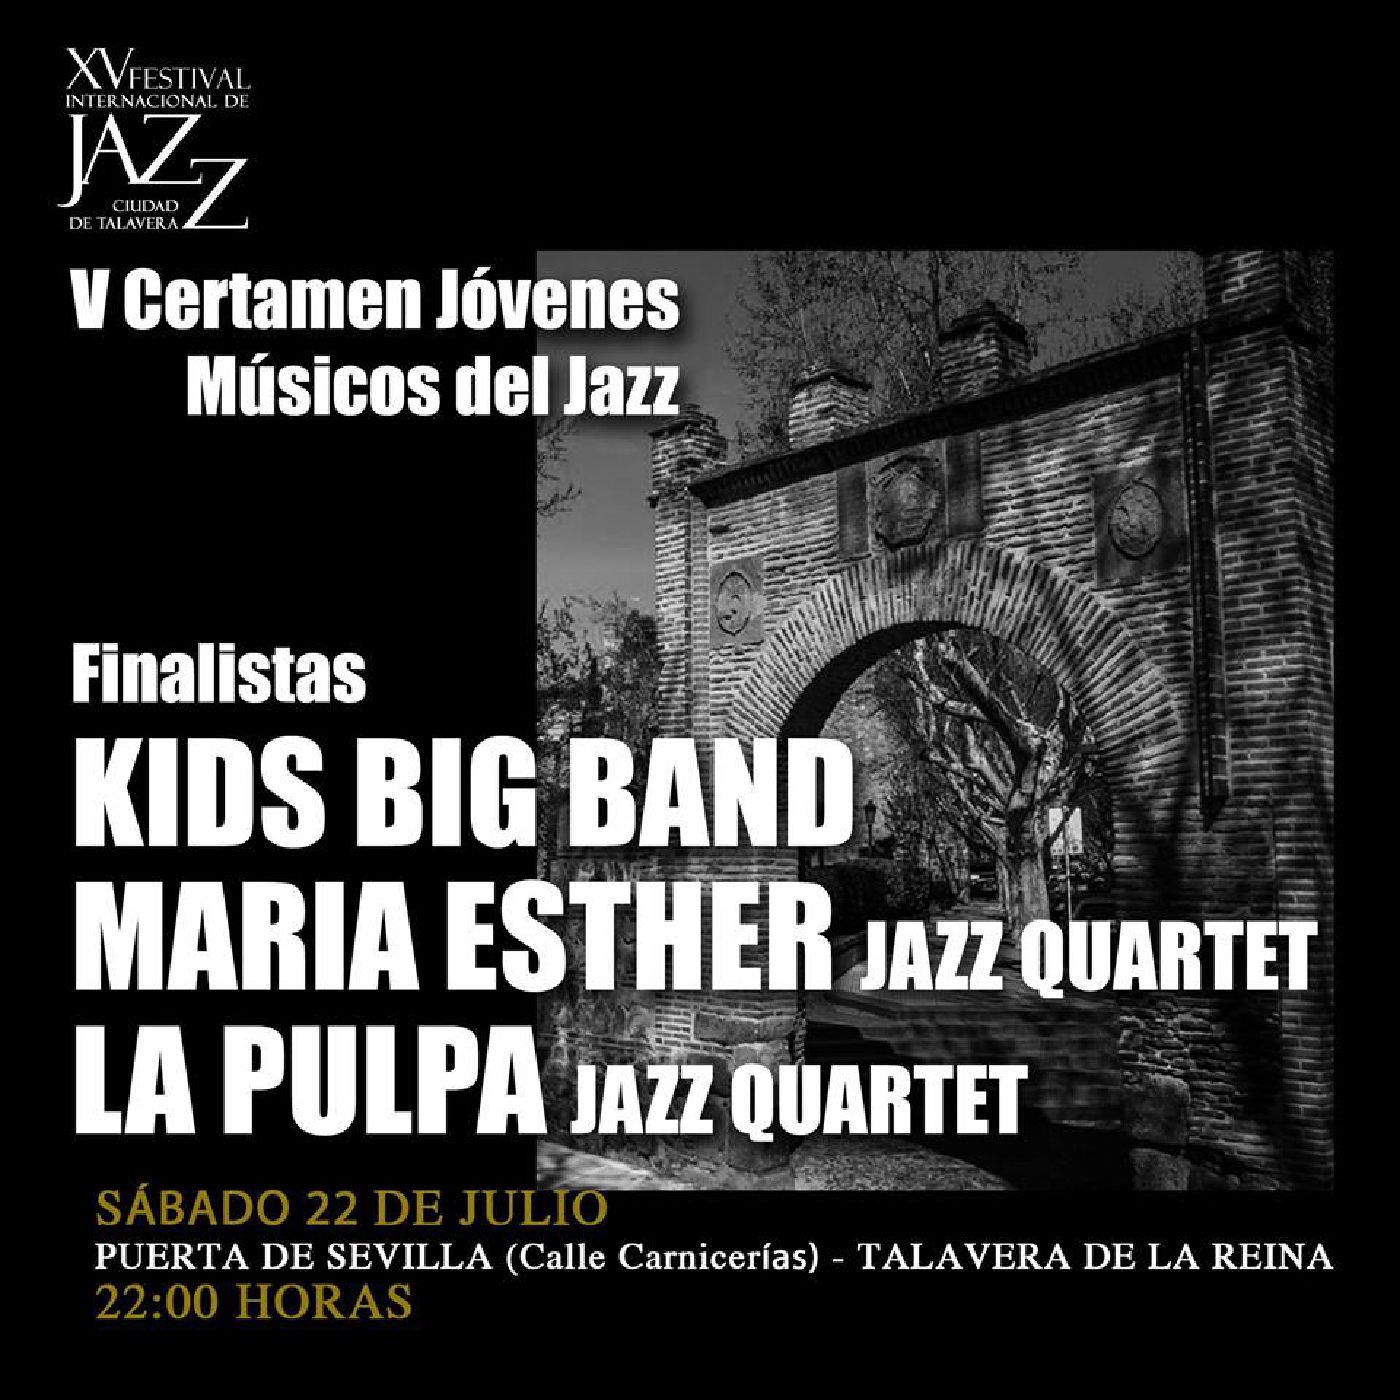 XV FESTIVAL
INTERNACIONAL DE
JAZZ
CIUDAD
DE TALAVERA
V Certamen Jóvenes
Músicos del Jazz
Finalistas
KIDS BIG BAND
MARIA ESTHER JAZZ QUARTET
LA PULPA JAZZ QUARTET
SÁBADO 22 DE JULIO
PUERTA DE SEVILLA (Calle Carnicerías) - TALAVERA DE LA REINA
22:00 HORAS